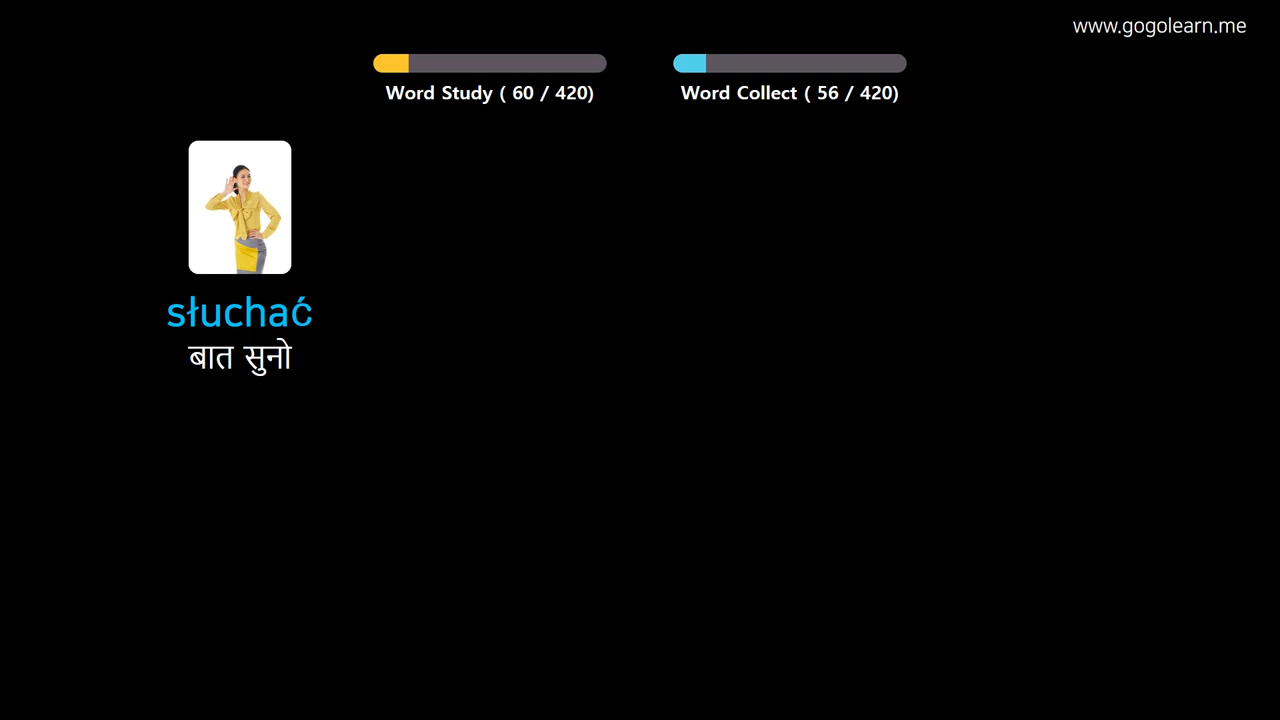 www.gogolearn.me
Word Study ( 60 / 420)
Word Collect ( 56 / 420)
słuchać
बात सुनो